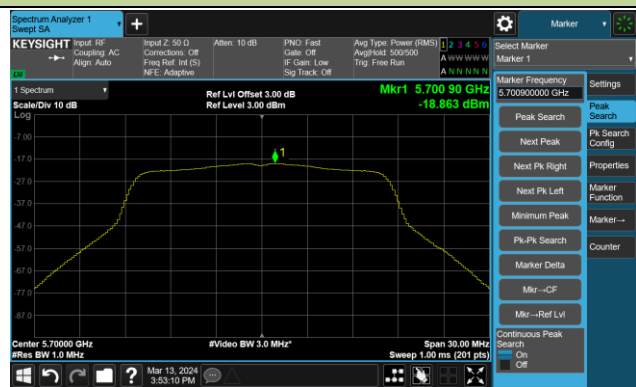 Spectrum Analyzer 1
Swept SA
+
Marker
KEYSIGHT
Input: RF
Coupling: AC
Align: Auto
Input Z: 50 Ω
Corrections: Off
Freq Ref: Int (S)
NFE: Adaptive
Atten: 10 dB
PNO: Fast
Gate: Off
IF Gain: Low
Sig Track: Off
Avg Type: Power (RMS)
Avg|Hold: 500/500
Trig: Free Run
1 2 3 4 5 6
A W W W W W
A N N N N N
LXI
Select Marker
Marker 1
1 Spectrum
Scale/Div 10 dB
Ref Lvl Offset 3.00 dB
Ref Level 3.00 dBm
Mkr1 5.700 90 GHz
-18.863 dBm
Log
-7.00
-17.0
-27.0
-37.0
-47.0
-57.0
-67.0
-77.0
-87.0
1
Center 5.70000 GHz
#Res BW 1.0 MHz
#Video BW 3.0 MHz*
Span 30.00 MHz
Sweep 1.00 ms (201 pts)
Marker Frequency
5.700900000 GHz
Peak Search
Next Peak
Next Pk Right
Next Pk Left
Minimum Peak
Pk-Pk Search
Marker Delta
Mkr→CF
Mkr→Ref Lvl
Continuous Peak
Search
On
Off
Settings
Peak
Search
Pk Search
Config
Properties
Marker
Function
Marker→
Counter
?
Mar 13, 2024
3:53:10 PM